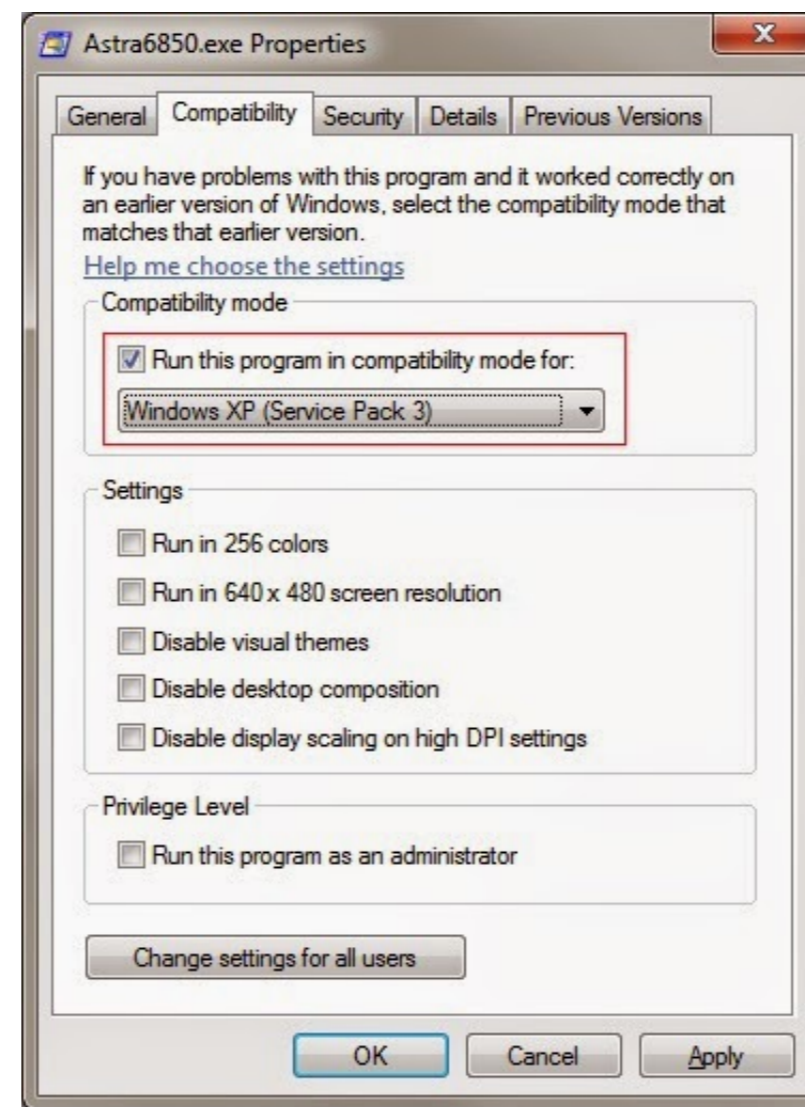 Astra6850.exe Properties
General Compatibility Security Details Previous Versions
If you have problems with this program and it worked correctly on
an earlier version of Windows, select the compatibility mode that
matches that earlier version.
Help me choose the settings
Compatibility mode
Run this program in compatibility mode for:
Windows XP (Service Pack 3)
Settings
Run in 256 colors
Run in 640 x 480 screen resolution
Disable visual themes
Disable desktop composition
Disable display scaling on high DPI settings
Privilege Level
Run this program as an administrator
Change settings for all users
OK Cancel Apply